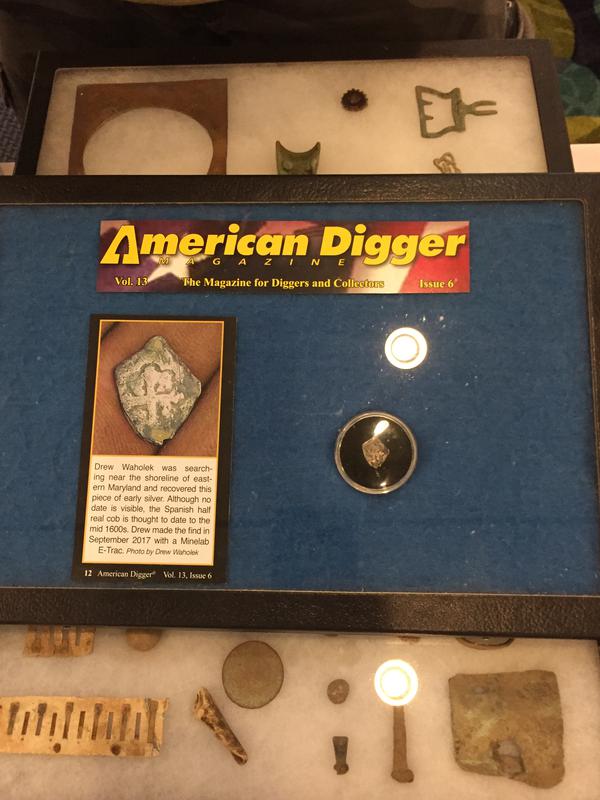 American Digger
MAGAZINE
Vol. 13 The Magazine for Diggers and Collectors Issue 6®
Drew Waholek was search-
ing near the shoreline of east-
ern Maryland and recovered this
piece of early silver. Although no
date is visible, the Spanish half
real cob is thought to date to the
mid 1600s. Drew made the find in
September 2017 with a Minelab
E-Trac. Photo by Drew Waholek
12 American Digger® Vol. 13, Issue 6